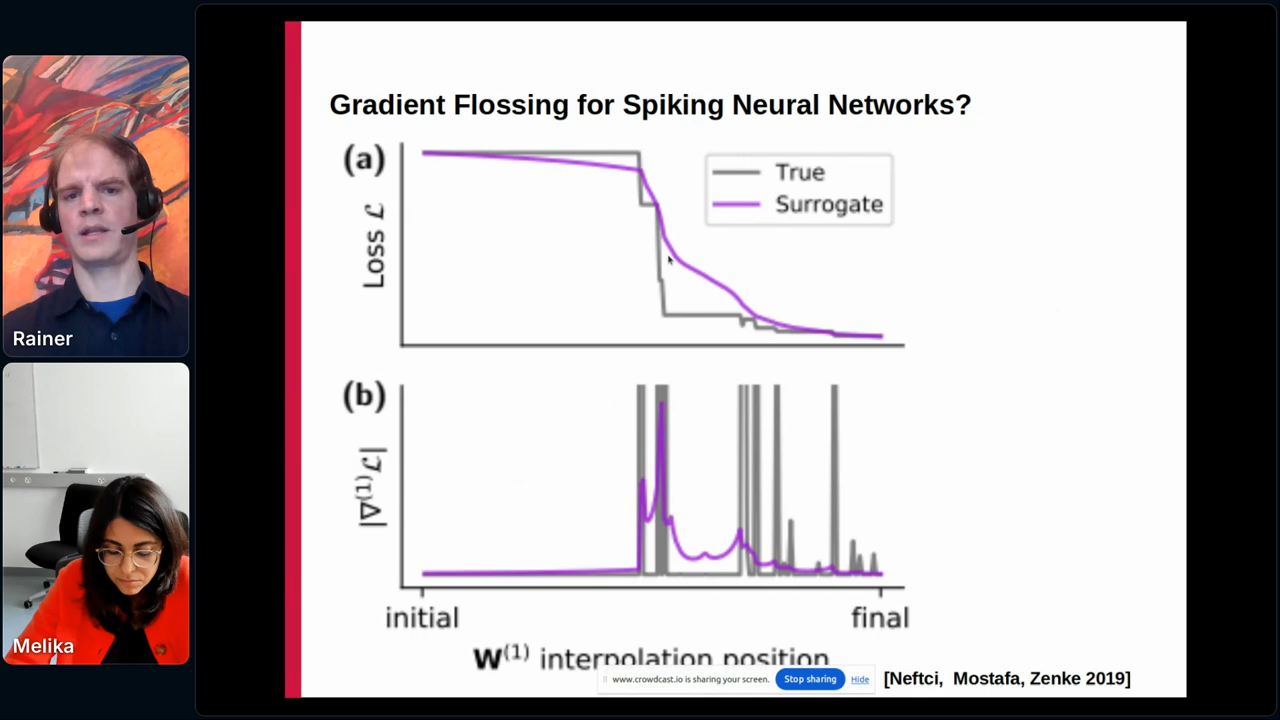 Gradient Flossing for Spiking Neural Networks?
(a)
Loss ℒ
True
Surrogate
(b)
|∇⁽¹⁾ℒ|
initial
final
W⁽¹⁾ interpolation position
www.crowdcast.io is sharing your screen.
Stop sharing
Hide
[Neftci, Mostafa, Zenke 2019]
Rainer
Melika